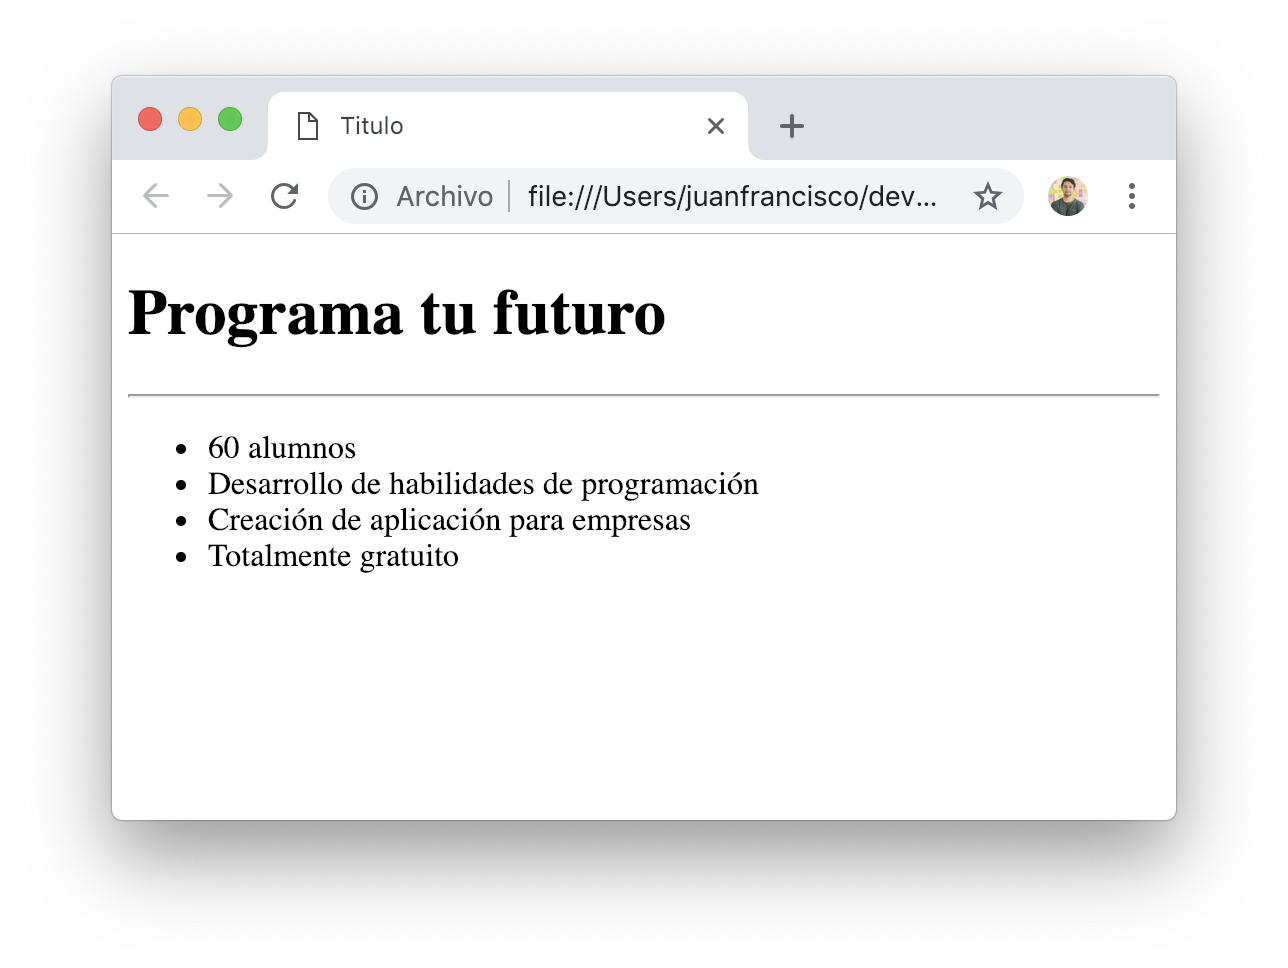 Titulo
Archivo file:///Users/juanfrancisco/dev...
Programa tu futuro
60 alumnos
Desarrollo de habilidades de programación
Creación de aplicación para empresas
Totalmente gratuito